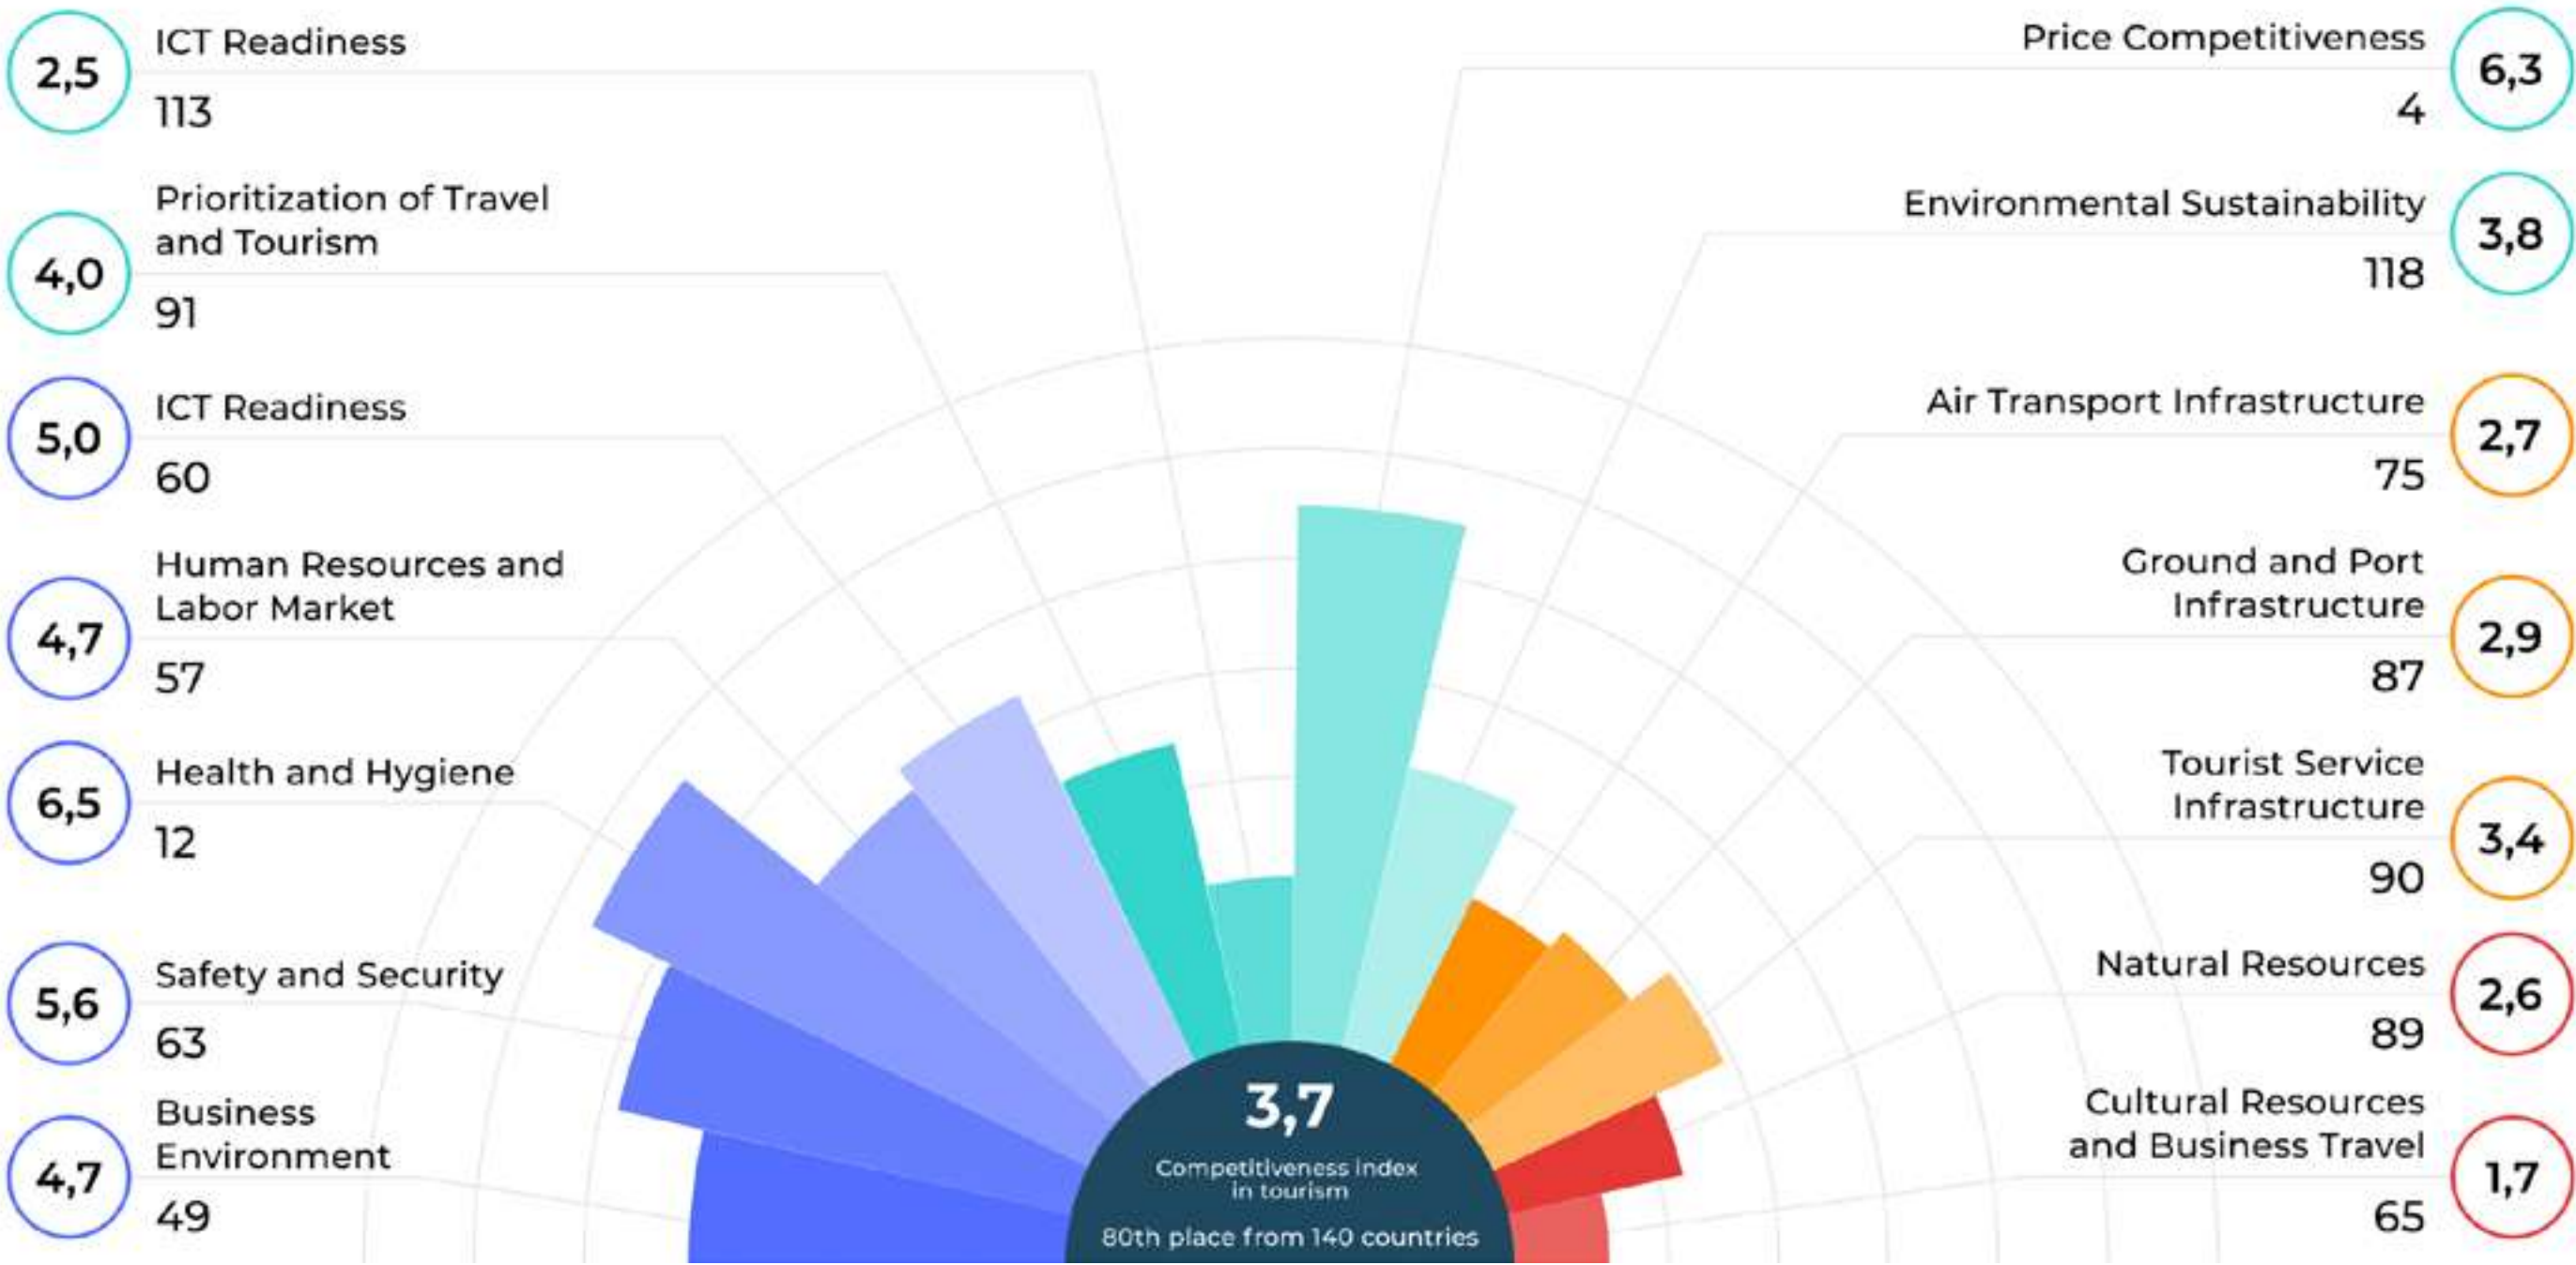 2,5
ICT Readiness
113
4,0
Prioritization of Travel
and Tourism
91
5,0
ICT Readiness
60
4,7
Human Resources and
Labor Market
57
6,5
Health and Hygiene
12
5,6
Safety and Security
63
4,7
Business
Environment
49
Price Competitiveness
6,3
4
Environmental Sustainability
3,8
118
Air Transport Infrastructure
2,7
75
Ground and Port
Infrastructure
2,9
87
Tourist Service
Infrastructure
3,4
90
Natural Resources
2,6
89
Cultural Resources
and Business Travel
1,7
65
3,7
Competitiveness index
in tourism
80th place from 140 countries